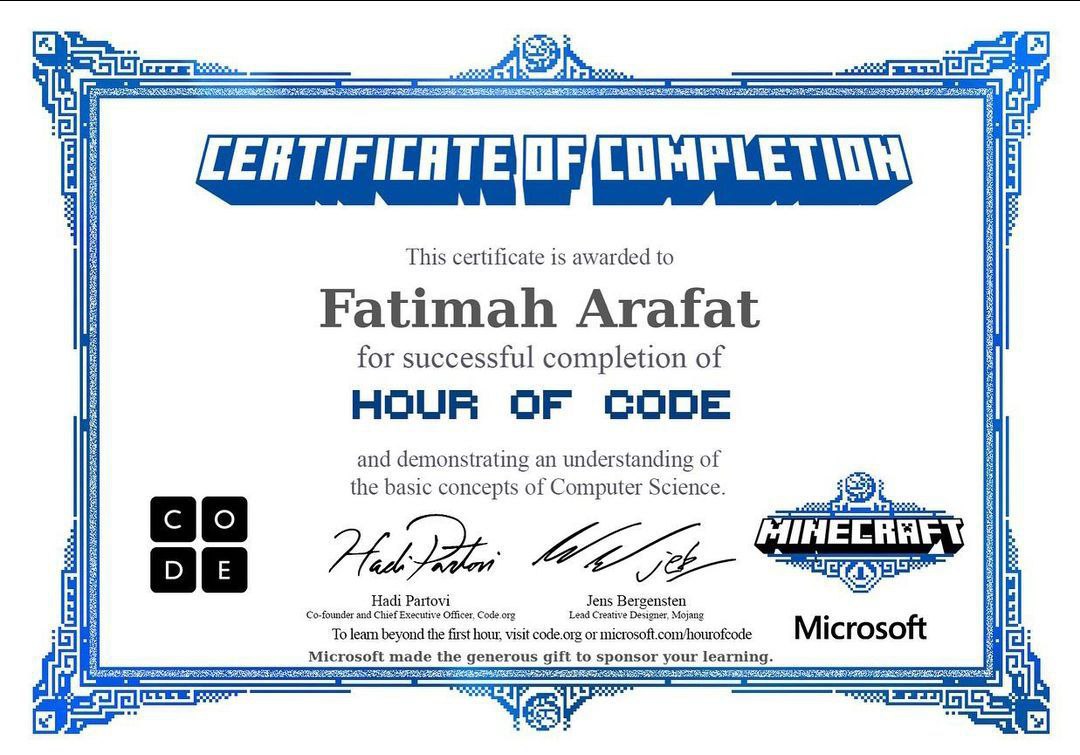 CERTIFICATE OF COMPLETION
This certificate is awarded to
Fatimah Arafat
for successful completion of
HOUR OF CODE
and demonstrating an understanding of
the basic concepts of Computer Science.
C O
D E
Hadi Partovi
jeb
MINECRAFT
Hadi Partovi
Co-founder and Chief Executive Officer, Code.org
Jens Bergensten
Lead Creative Designer, Mojang
Microsoft
To learn beyond the first hour, visit code.org or microsoft.com/hourofcode
Microsoft made the generous gift to sponsor your learning.